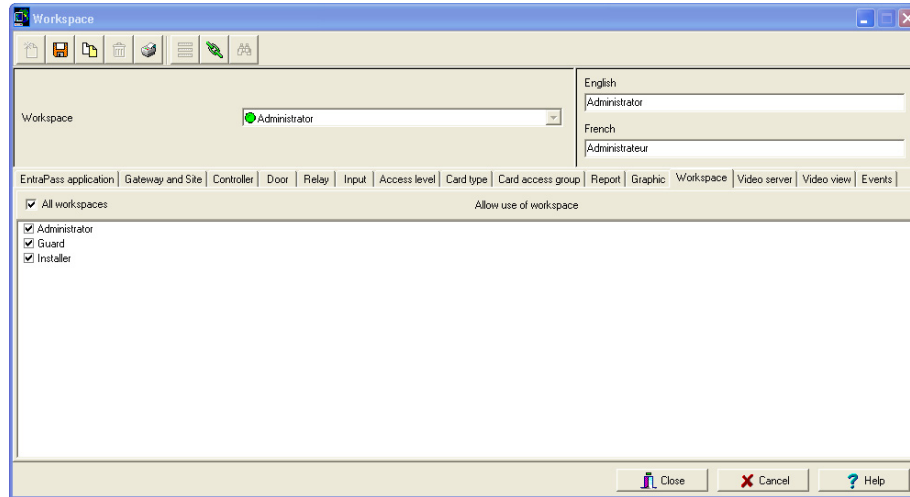 Workspace
English
Administrator
Workspace
Administrator
French
Administrateur
EntraPass application Gateway and Site Controller Door Relay Input Access level Card type Card access group Report Graphic Workspace Video server Video view Events
All workspaces Allow use of workspace
Administrator
Guard
Installer
Close Cancel ? Help